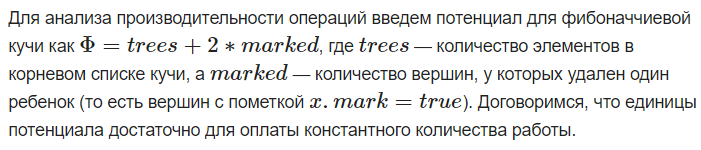 Для анализа производительности операций введем потенциал для фибоначчиевой
кучи как Φ = trees + 2 * marked, где trees — количество элементов в
корневом списке кучи, а marked — количество вершин, у которых удален один
ребенок (то есть вершин с пометкой x. mark = true). Договоримся, что единицы
потенциала достаточно для оплаты константного количества работы.